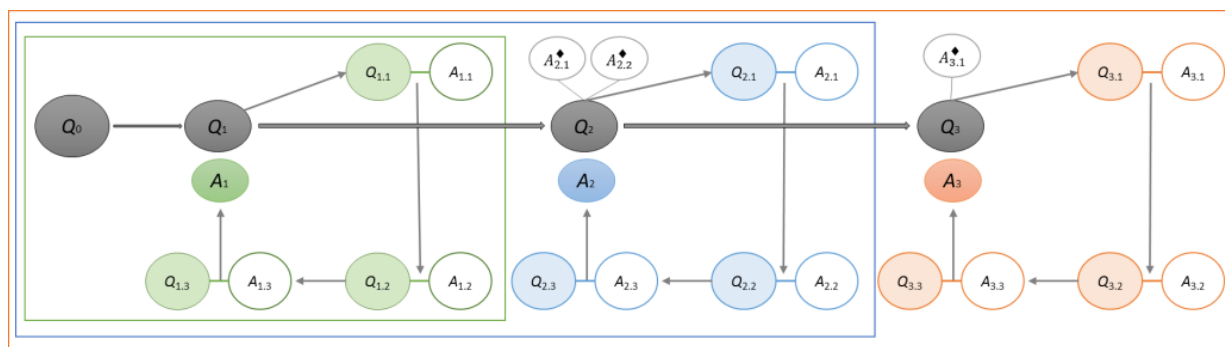 A◆2.1 A◆2.2 A◆3.1
Q1.1 A1.1 Q2.1 A2.1 Q3.1 A3.1
Q0 Q1 Q2 Q3
A1 A2 A3
Q1.3 A1.3 Q1.2 A1.2 Q2.3 A2.3 Q2.2 A2.2 Q3.3 A3.3 Q3.2 A3.2